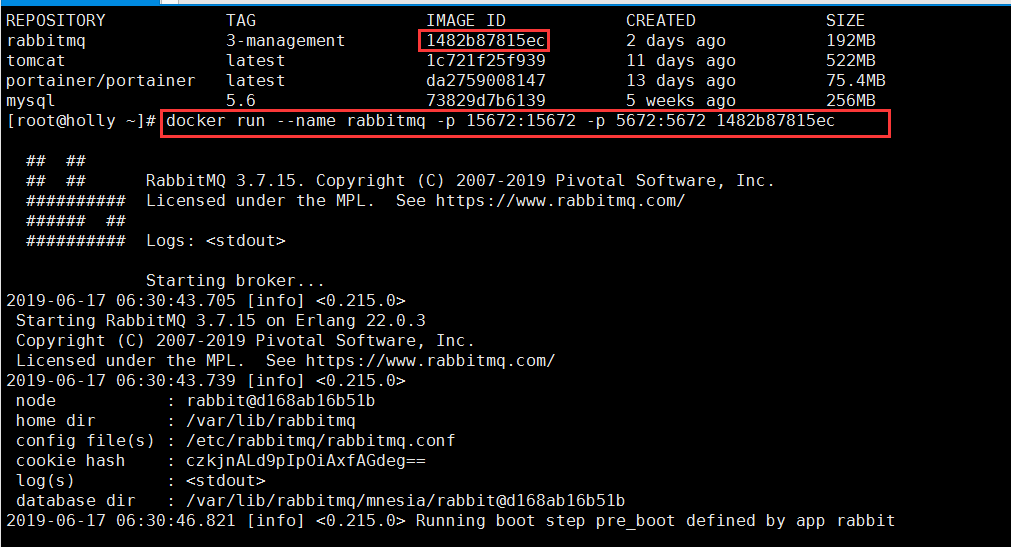 REPOSITORY TAG IMAGE ID CREATED SIZE
rabbitmq 3-management 1482b87815ec 2 days ago 192MB
tomcat latest 1c721f25f939 11 days ago 522MB
portainer/portainer latest da2759008147 13 days ago 75.4MB
mysql 5.6 73829d7b6139 5 weeks ago 256MB
[root@holly ~]# docker run --name rabbitmq -p 15672:15672 -p 5672:5672 1482b87815ec
## ##
## ## RabbitMQ 3.7.15. Copyright (C) 2007-2019 Pivotal Software, Inc.
########## Licensed under the MPL. See https://www.rabbitmq.com/
###### ##
########## Logs: <stdout>
Starting broker...
2019-06-17 06:30:43.705 [info] <0.215.0>
Starting RabbitMQ 3.7.15 on Erlang 22.0.3
Copyright (C) 2007-2019 Pivotal Software, Inc.
Licensed under the MPL. See https://www.rabbitmq.com/
2019-06-17 06:30:43.739 [info] <0.215.0>
node : rabbit@d168ab16b51b
home dir : /var/lib/rabbitmq
config file(s) : /etc/rabbitmq/rabbitmq.conf
cookie hash : czkjnALd9pIpOiAxfAGdeg==
log(s) : <stdout>
database dir : /var/lib/rabbitmq/mnesia/rabbit@d168ab16b51b
2019-06-17 06:30:46.821 [info] <0.215.0> Running boot step pre_boot defined by app rabbit